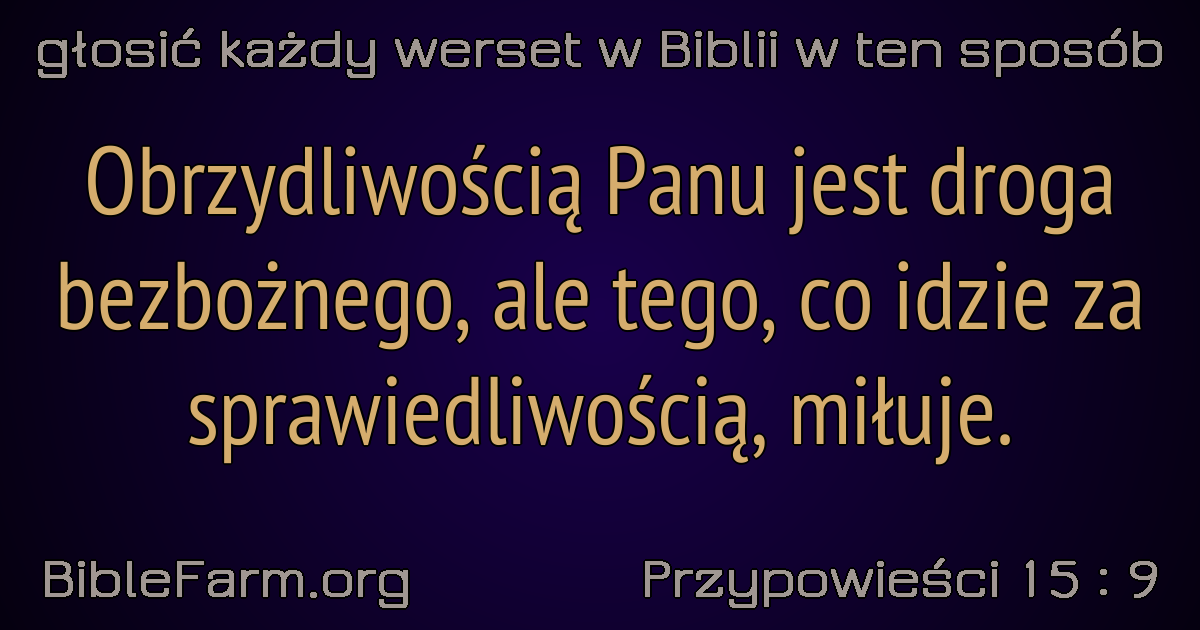 głosić każdy werset w Biblii w ten sposób
Obrzydliwością Panu jest droga
bezbożnego, ale tego, co idzie za
sprawiedliwością, miłuje.
BibleFarm.org
Przypowieści 15 : 9